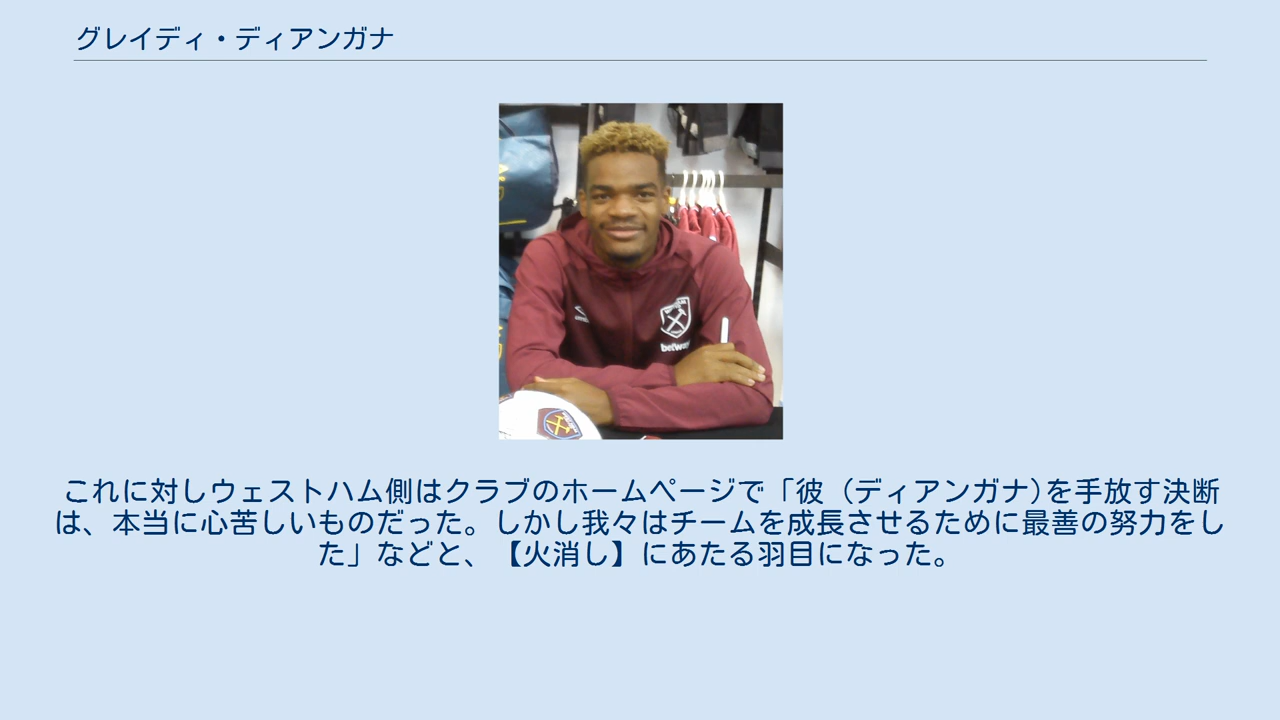 グレイディ・ディアンガナ
betway
これに対しウェストハム側はクラブのホームページで「彼（ディアンガナ）を手放す決断
は、本当に心苦しいものだった。しかし我々はチームを成長させるために最善の努力をし
た」などと、【火消し】にあたる羽目になった。